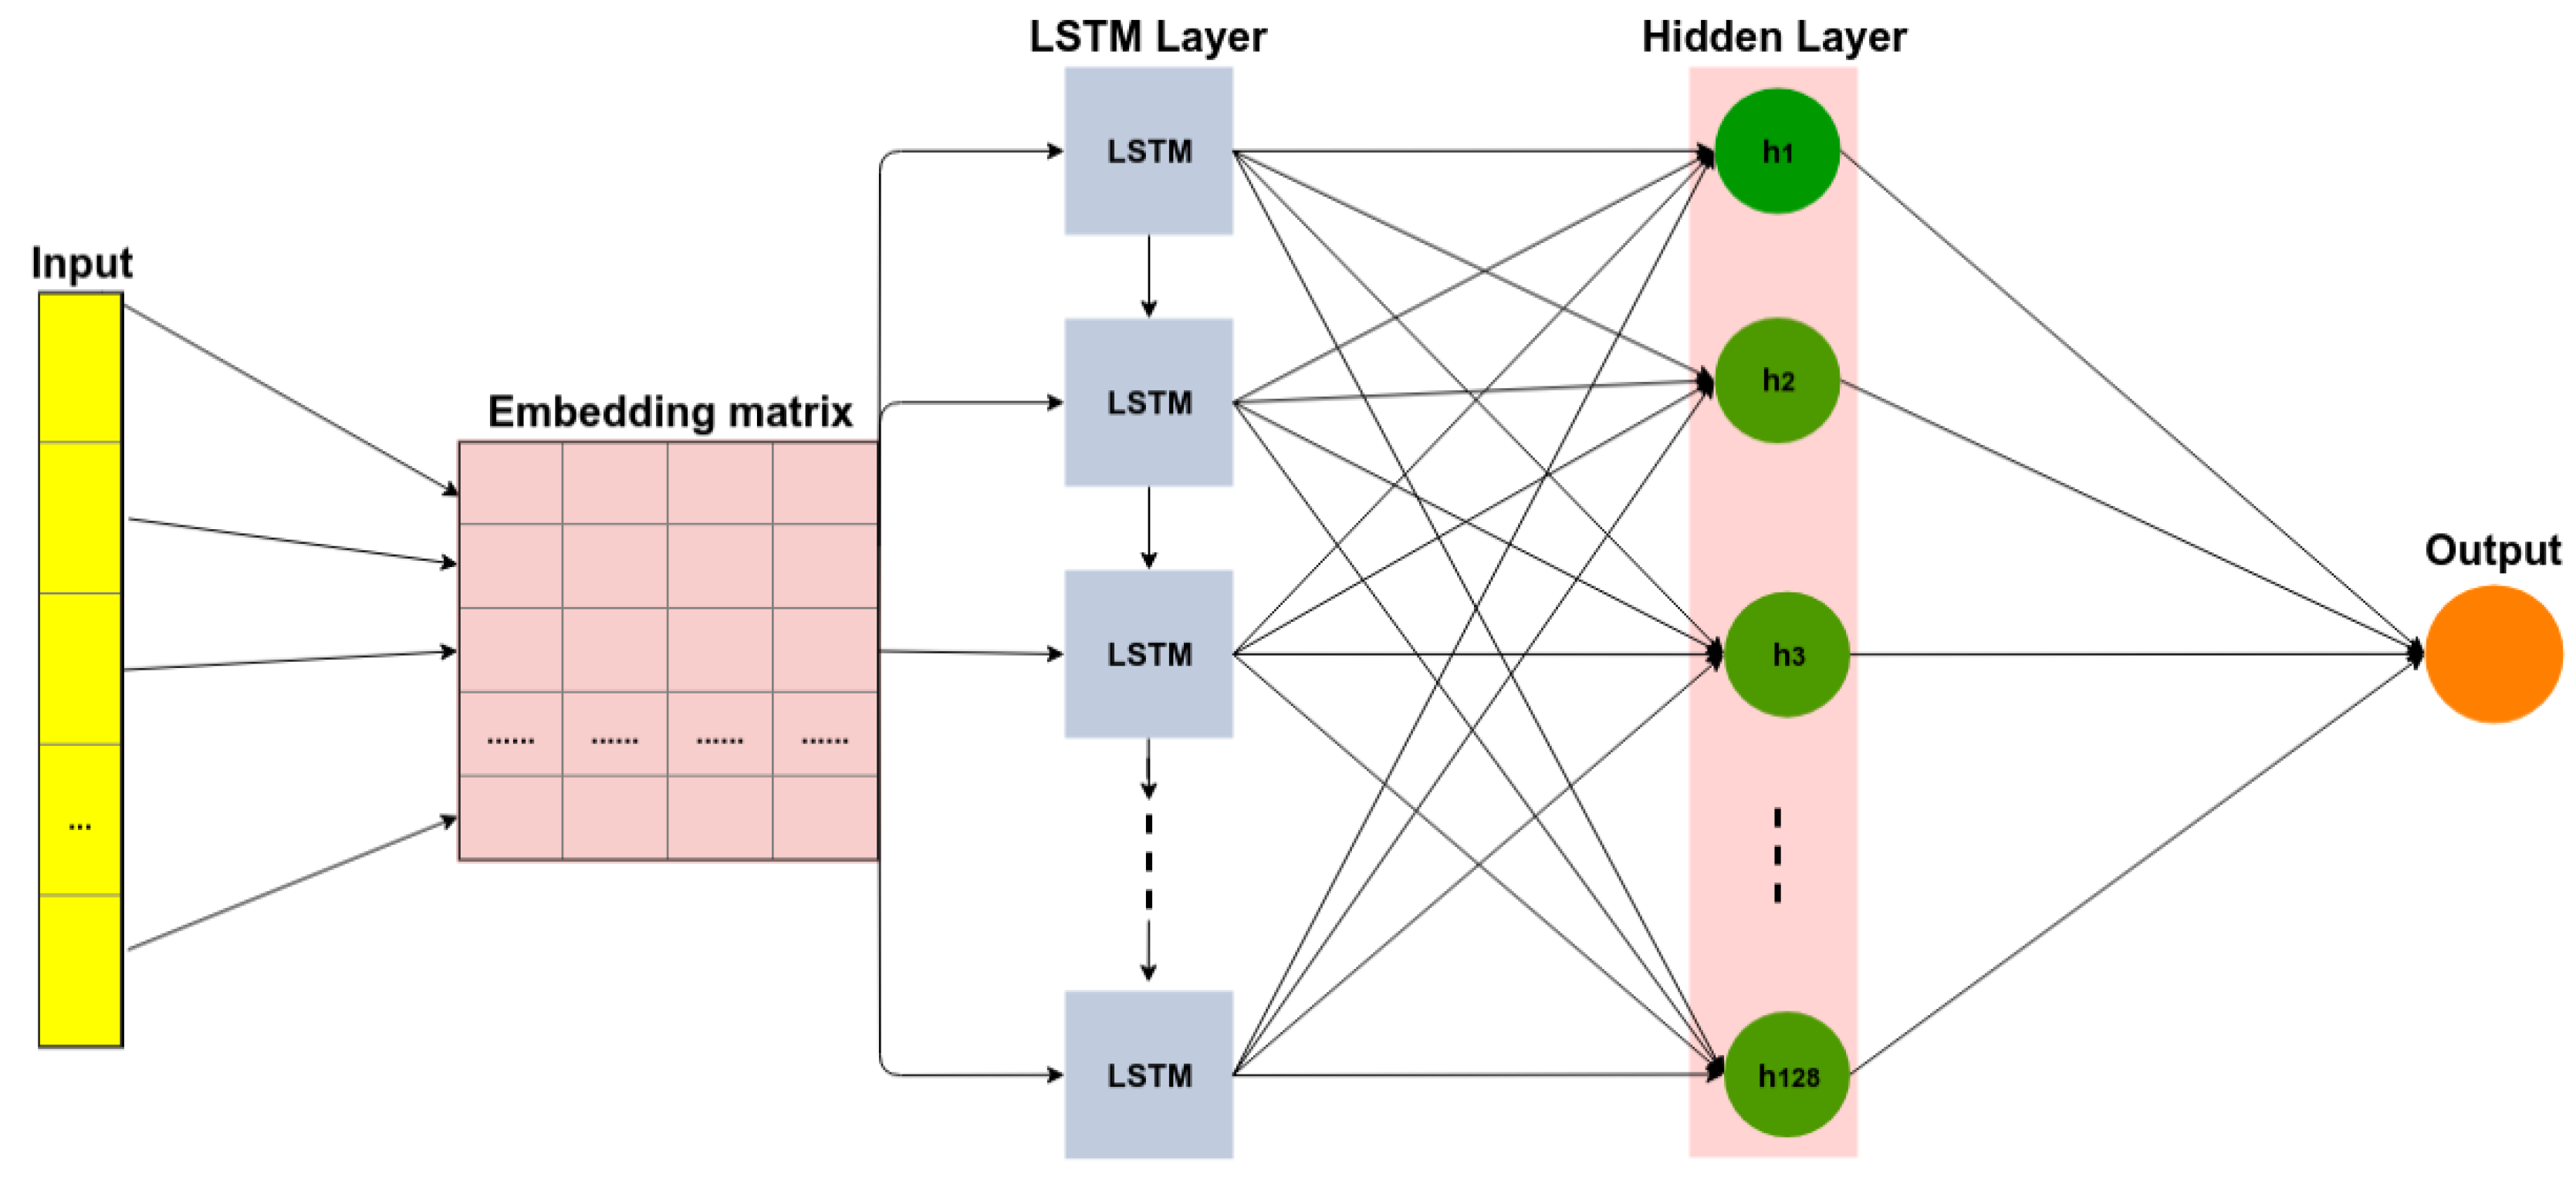 Input
...
Embedding matrix
...... ...... ...... ......
LSTM Layer
LSTM
LSTM
LSTM
LSTM
Hidden Layer
h1
h2
h3
h128
Output